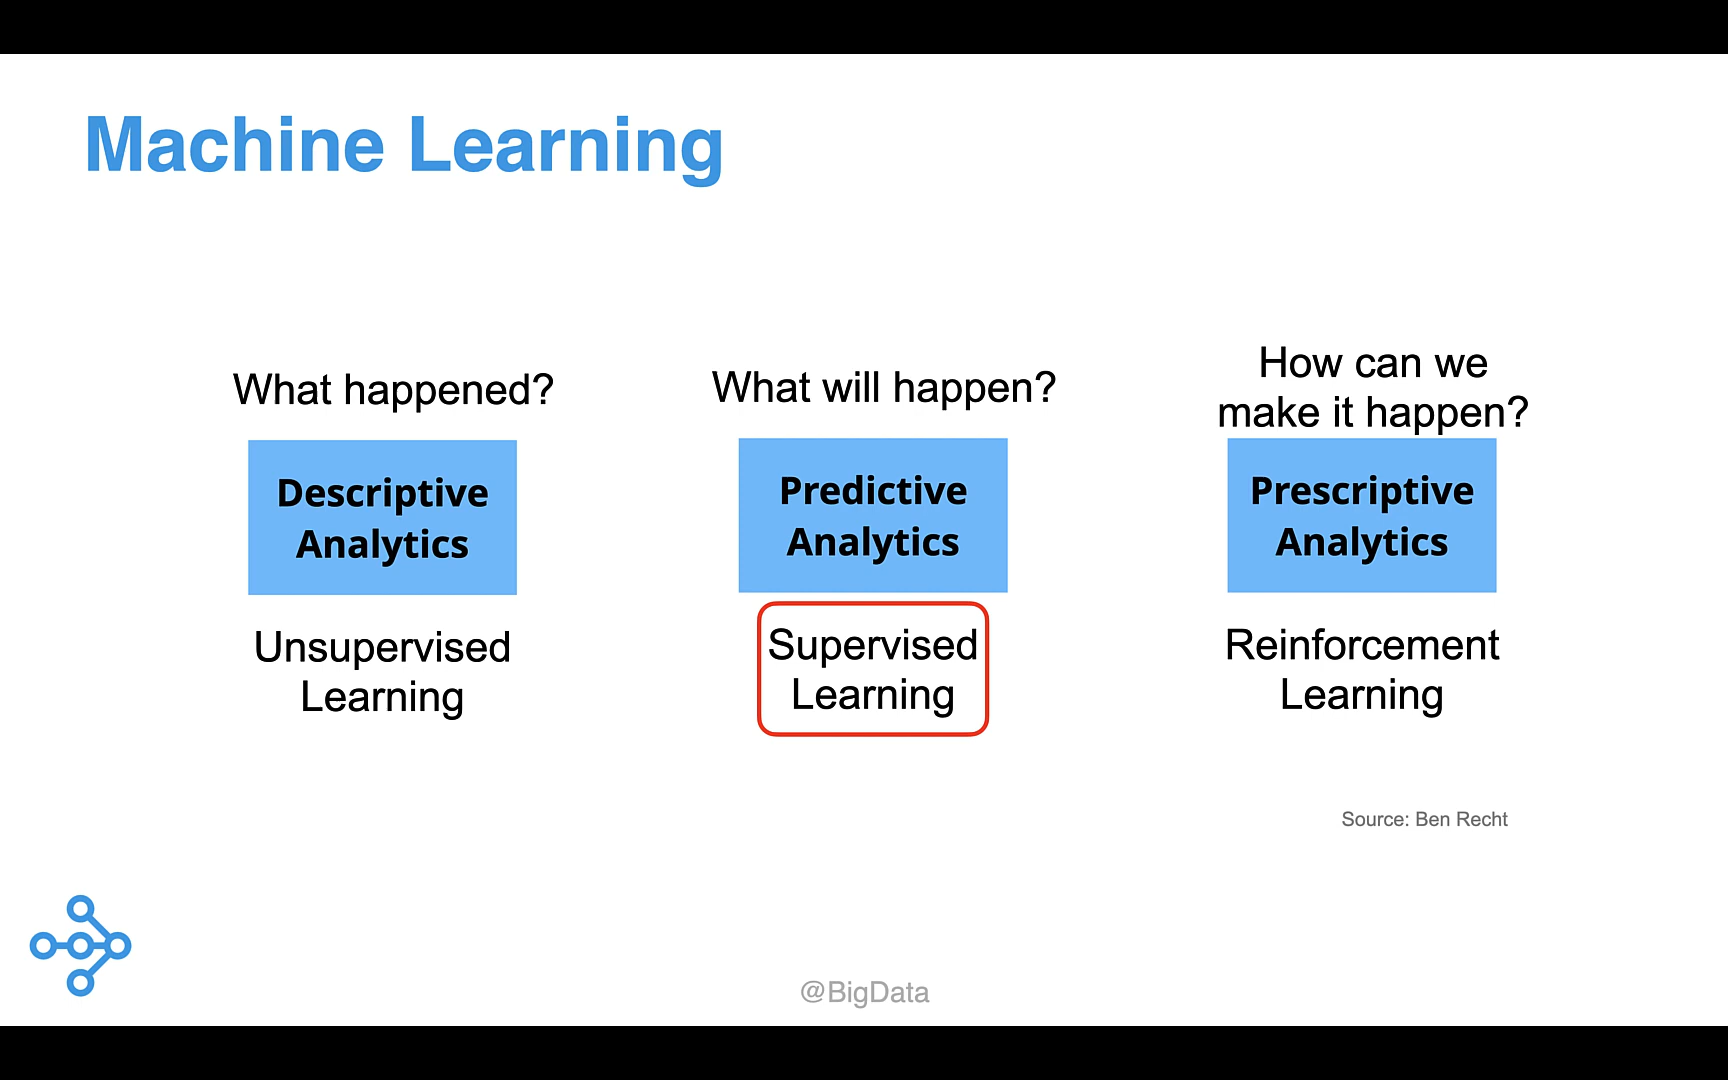 Machine Learning
What happened?
Descriptive
Analytics
Unsupervised
Learning
What will happen?
Predictive
Analytics
Supervised
Learning
How can we
make it happen?
Prescriptive
Analytics
Reinforcement
Learning
Source: Ben Recht
@BigData